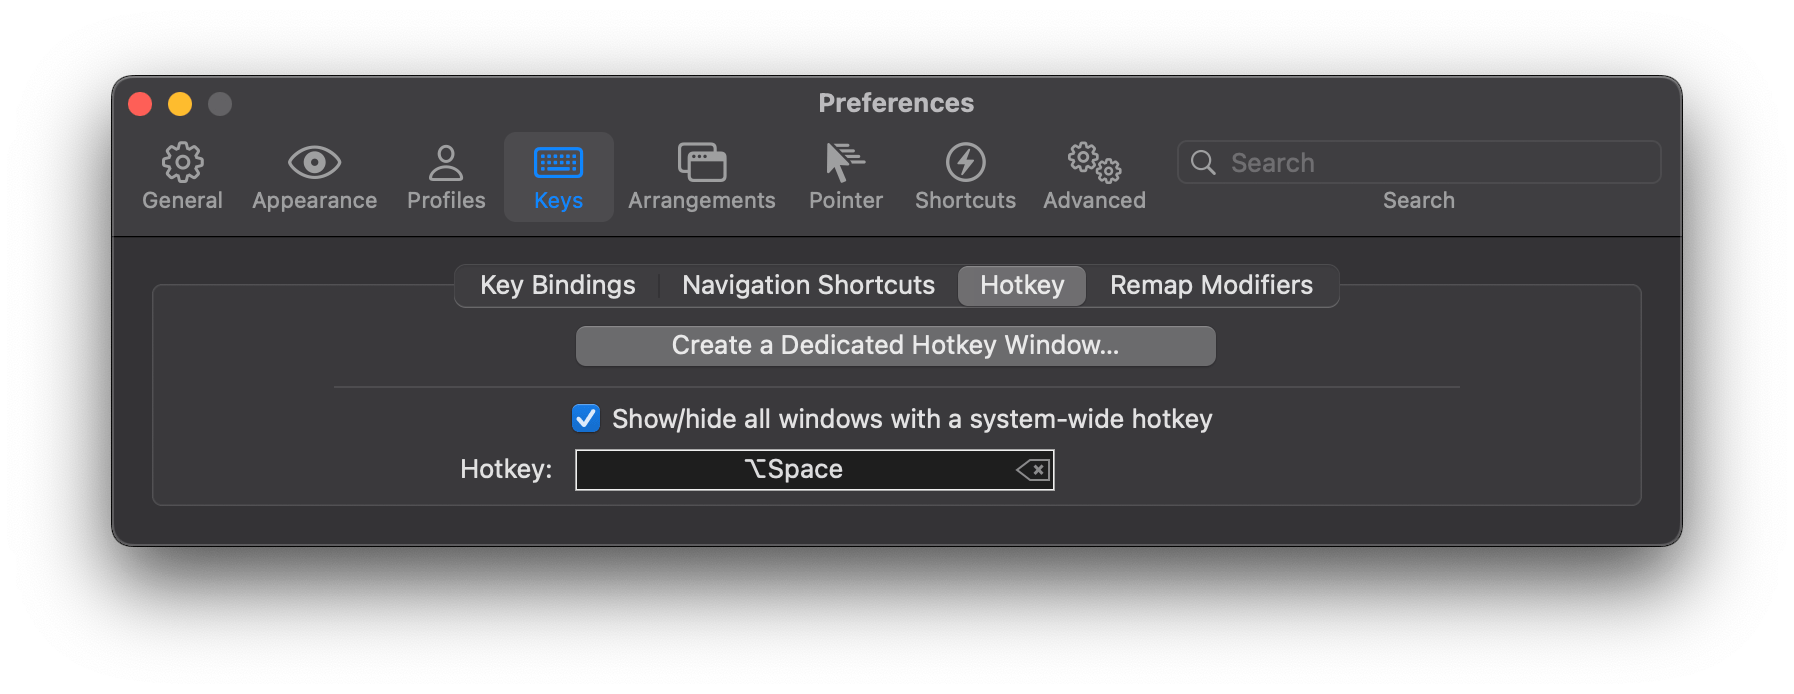 Preferences
General Appearance Profiles Keys Arrangements Pointer Shortcuts Advanced Search
Search
Key Bindings Navigation Shortcuts Hotkey Remap Modifiers
Create a Dedicated Hotkey Window...
Show/hide all windows with a system-wide hotkey
Hotkey: ⌥Space